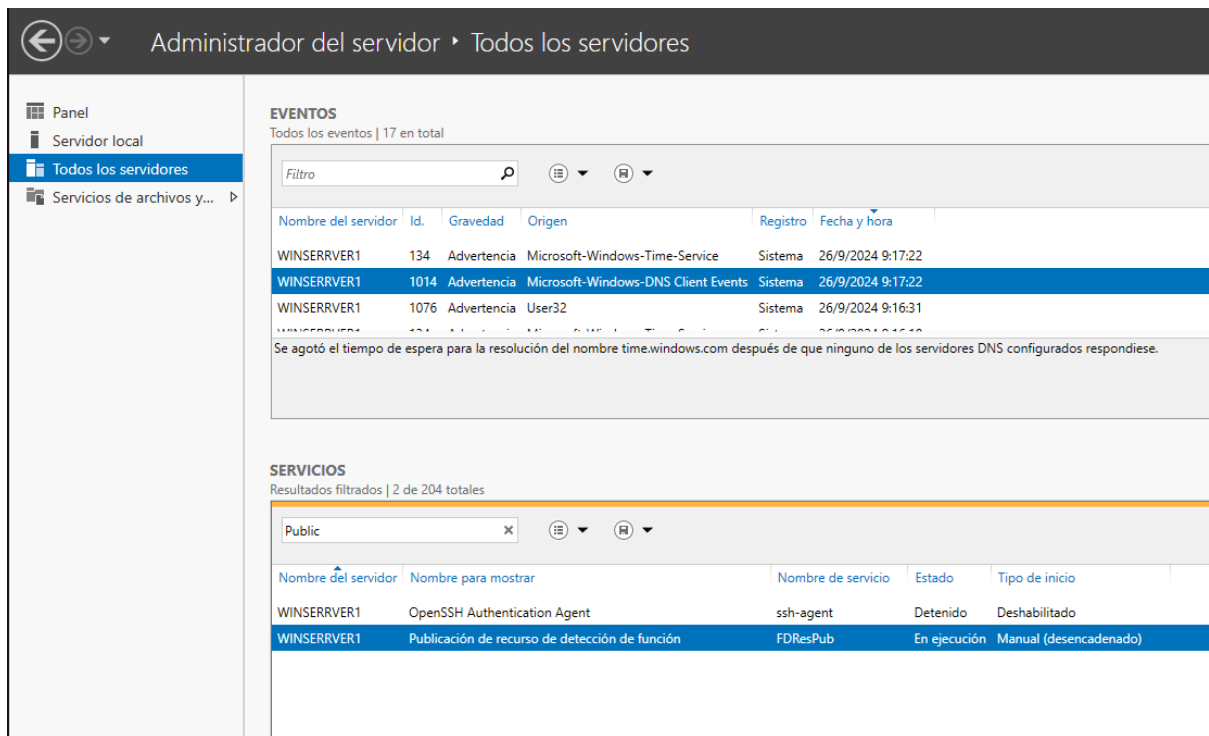 Administrador del servidor ‣ Todos los servidores
Panel
Servidor local
Todos los servidores
Servicios de archivos y...
EVENTOS
Todos los eventos | 17 en total
Filtro
Nombre del servidor Id. Gravedad Origen Registro Fecha y hora
WINSERRVER1 134 Advertencia Microsoft-Windows-Time-Service Sistema 26/9/2024 9:17:22
WINSERRVER1 1014 Advertencia Microsoft-Windows-DNS Client Events Sistema 26/9/2024 9:17:22
WINSERRVER1 1076 Advertencia User32 Sistema 26/9/2024 9:16:31
Se agotó el tiempo de espera para la resolución del nombre time.windows.com después de que ninguno de los servidores DNS configurados respondiese.
SERVICIOS
Resultados filtrados | 2 de 204 totales
Public
Nombre del servidor Nombre para mostrar Nombre de servicio Estado Tipo de inicio
WINSERRVER1 OpenSSH Authentication Agent ssh-agent Detenido Deshabilitado
WINSERRVER1 Publicación de recurso de detección de función FDResPub En ejecución Manual (desencadenado)